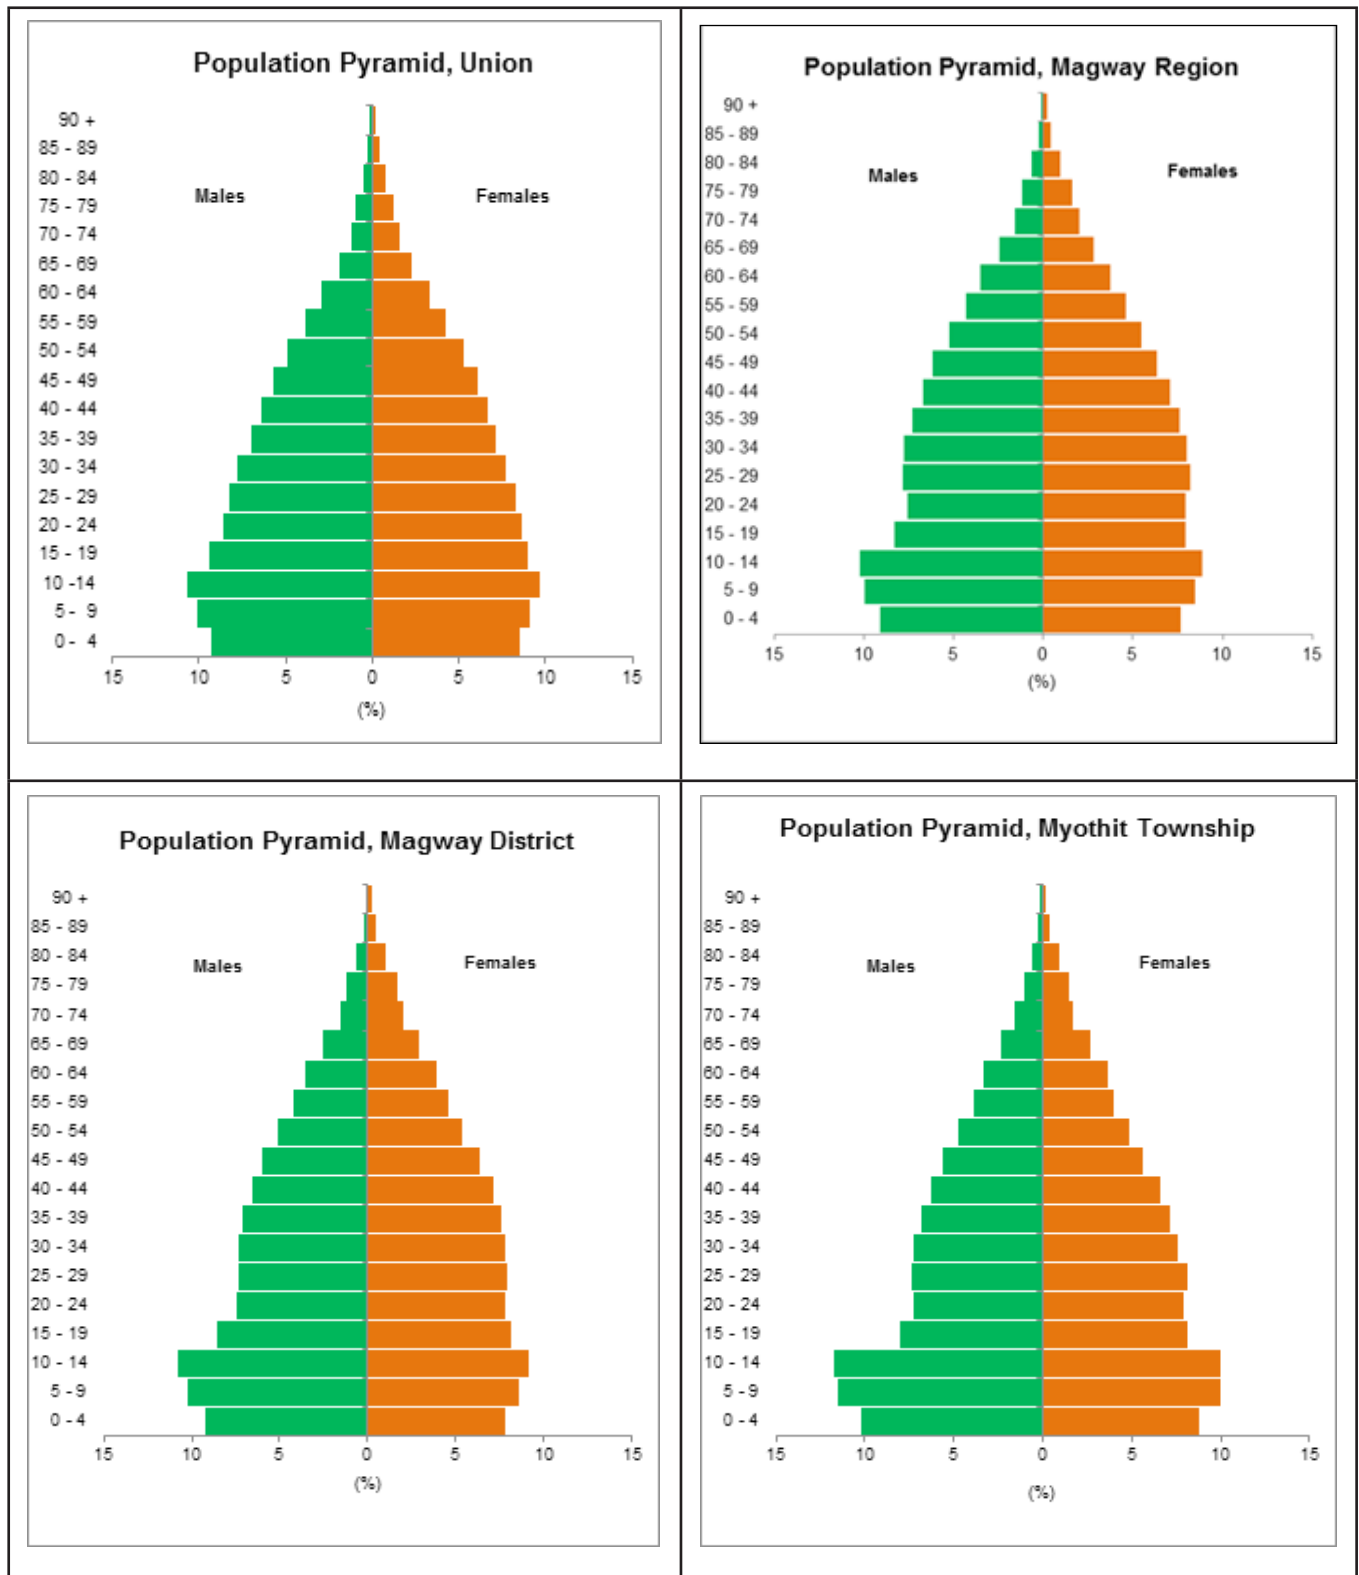 Population Pyramid, Union
90 +
85 - 89
80 - 84
75 - 79
70 - 74
65 - 69
60 - 64
55 - 59
50 - 54
45 - 49
40 - 44
35 - 39
30 - 34
25 - 29
20 - 24
15 - 19
10 -14
5 - 9
0 - 4
Males
Females
15 10 5 0 5 10 15
(%)
Population Pyramid, Magway Region
90 +
85 - 89
80 - 84
75 - 79
70 - 74
65 - 69
60 - 64
55 - 59
50 - 54
45 - 49
40 - 44
35 - 39
30 - 34
25 - 29
20 - 24
15 - 19
10 - 14
5 - 9
0 - 4
Males
Females
15 10 5 0 5 10 15
(%)
Population Pyramid, Magway District
90 +
85 - 89
80 - 84
75 - 79
70 - 74
65 - 69
60 - 64
55 - 59
50 - 54
45 - 49
40 - 44
35 - 39
30 - 34
25 - 29
20 - 24
15 - 19
10 - 14
5 - 9
0 - 4
Males
Females
15 10 5 0 5 10 15
(%)
Population Pyramid, Myothit Township
90 +
85 - 89
80 - 84
75 - 79
70 - 74
65 - 69
60 - 64
55 - 59
50 - 54
45 - 49
40 - 44
35 - 39
30 - 34
25 - 29
20 - 24
15 - 19
10 - 14
5 - 9
0 - 4
Males
Females
15 10 5 0 5 10 15
(%)